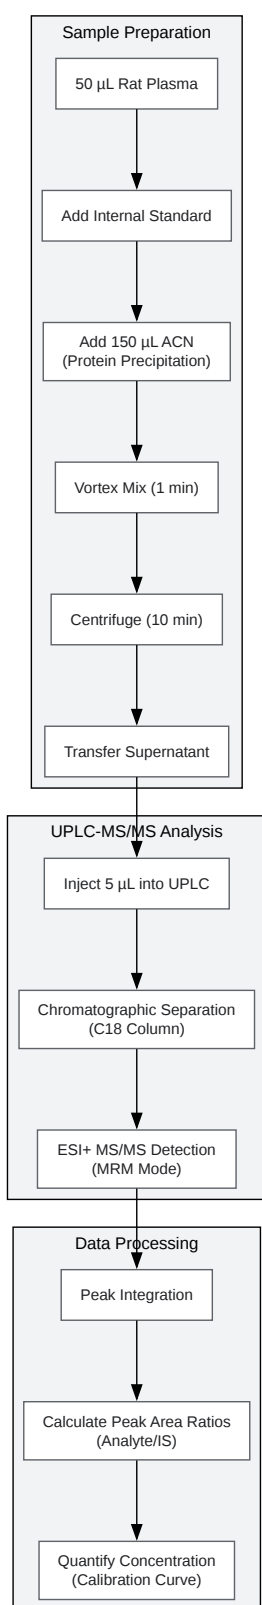 Sample Preparation
50 µL Rat Plasma
Add Internal Standard
Add 150 µL ACN
(Protein Precipitation)
Vortex Mix (1 min)
Centrifuge (10 min)
Transfer Supernatant
UPLC-MS/MS Analysis
Inject 5 µL into UPLC
Chromatographic Separation
(C18 Column)
ESI+ MS/MS Detection
(MRM Mode)
Data Processing
Peak Integration
Calculate Peak Area Ratios
(Analyte/IS)
Quantify Concentration
(Calibration Curve)